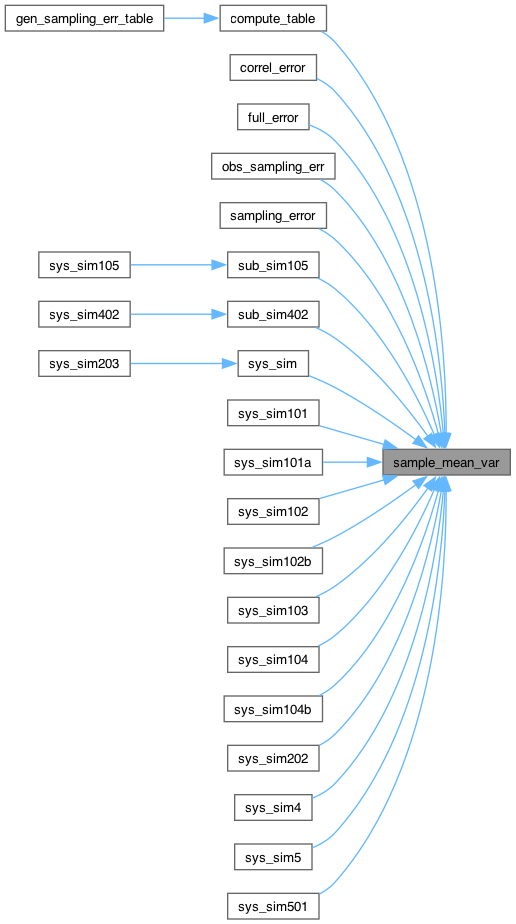 gen_sampling_err_table
compute_table
correl_error
full_error
obs_sampling_err
sampling_error
sys_sim105
sub_sim105
sys_sim402
sub_sim402
sys_sim203
sys_sim
sys_sim101
sample_mean_var
sys_sim101a
sys_sim102
sys_sim102b
sys_sim103
sys_sim104
sys_sim104b
sys_sim202
sys_sim4
sys_sim5
sys_sim501